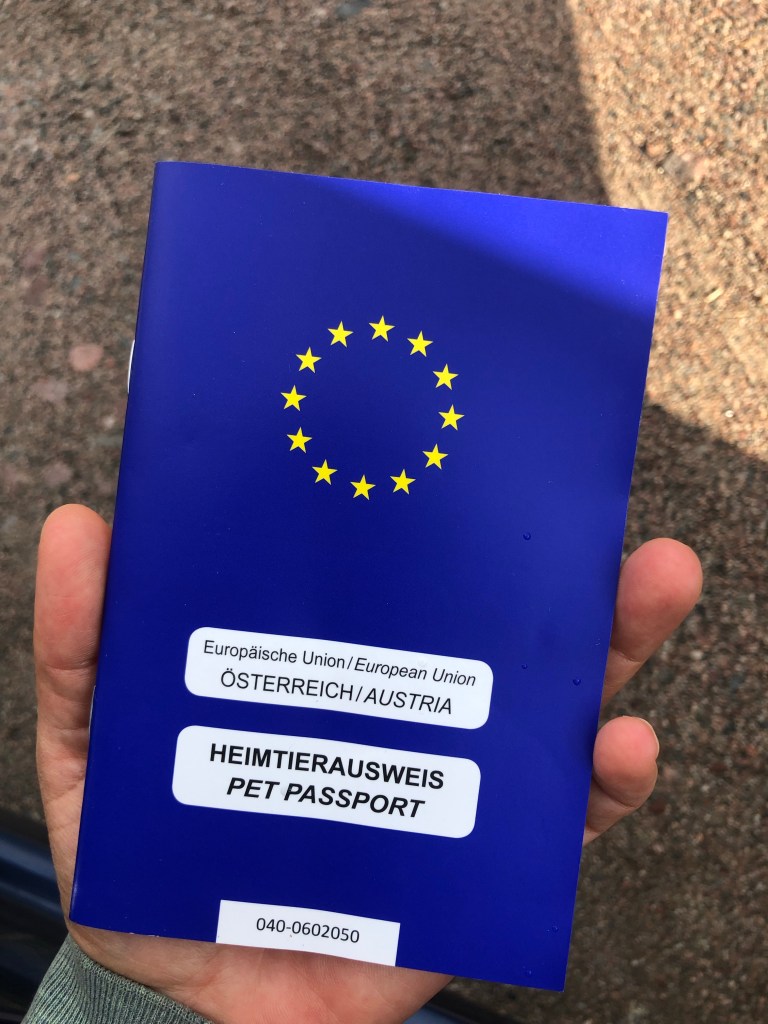 Europäische Union/European Union
ÖSTERREICH/AUSTRIA
HEIMTIERAUSWEIS
PET PASSPORT
040-0602050